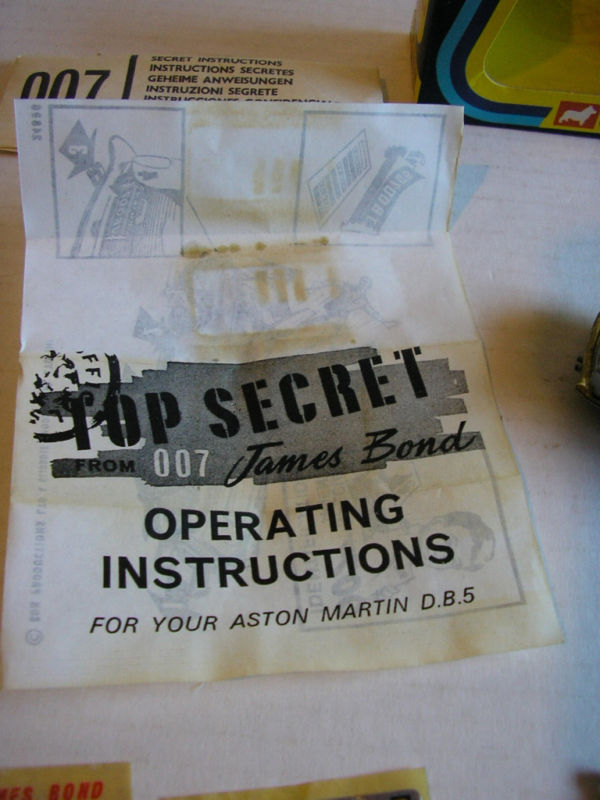 007
SECRET INSTRUCTIONS
INSTRUCTIONS SECRETES
GEHEIME ANWEISUNGEN
INSTRUZIONI SEGRETE
TOP SECRET
FROM 007 James Bond
OPERATING
INSTRUCTIONS
FOR YOUR ASTON MARTIN D.B.5
BOND